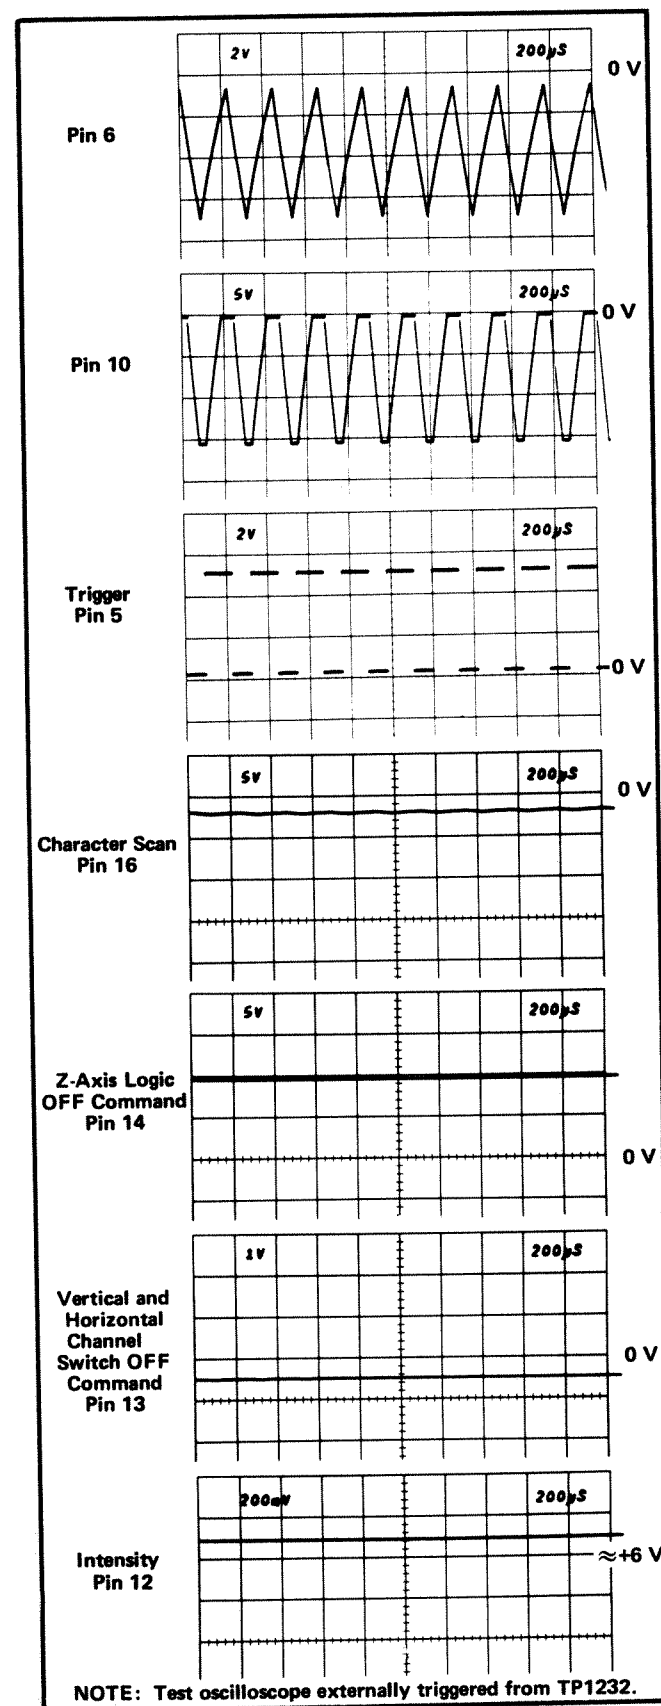 2V 200µS 0 V
Pin 6
5V 200µS 0 V
Pin 10
2V 200µS
Trigger
Pin 5
0 V
5V 200µS 0 V
Character Scan
Pin 16
5V 200µS
Z-Axis Logic
OFF Command
Pin 14
0 V
1V 200µS
Vertical and
Horizontal
Channel
Switch OFF
Command
Pin 13
0 V
200mV 200µS
Intensity
Pin 12
≈+6 V
NOTE: Test oscilloscope externally triggered from TP1232.